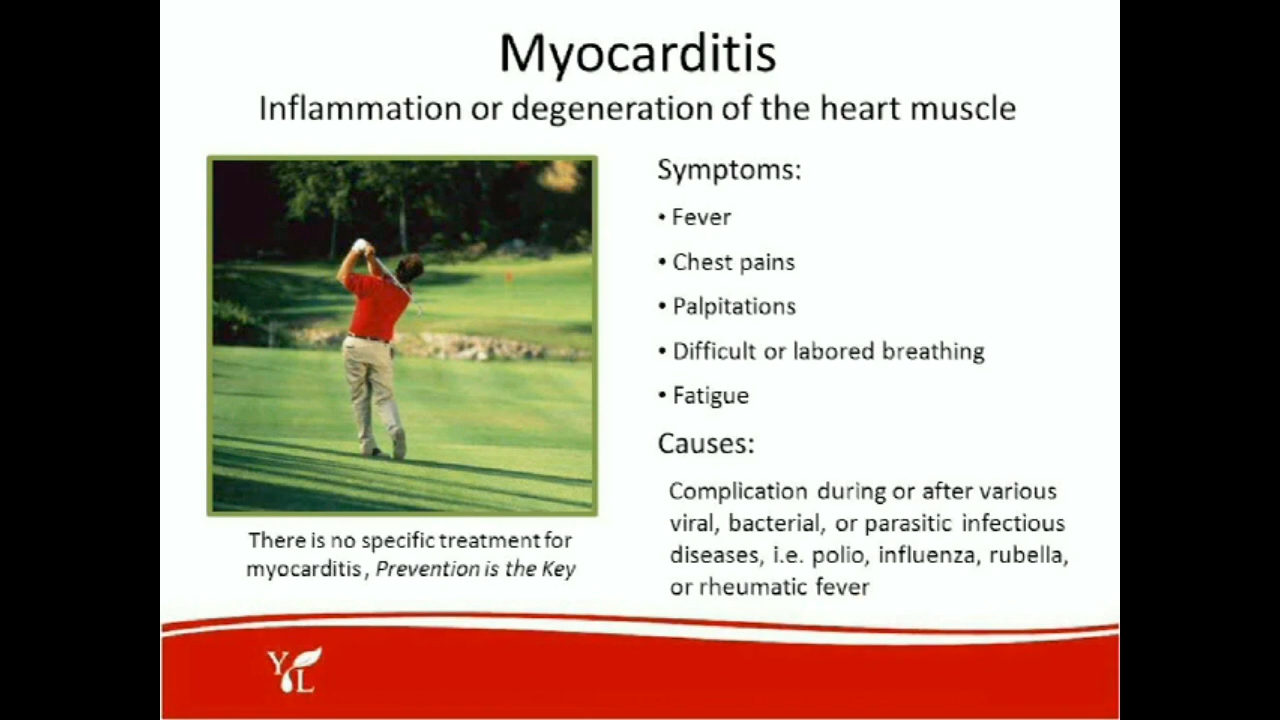 Myocarditis
Inflammation or degeneration of the heart muscle
Symptoms:
• Fever
• Chest pains
• Palpitations
• Difficult or labored breathing
• Fatigue
Causes:
Complication during or after various
viral, bacterial, or parasitic infectious
diseases, i.e. polio, influenza, rubella,
or rheumatic fever
There is no specific treatment for
myocarditis, Prevention is the Key
YL